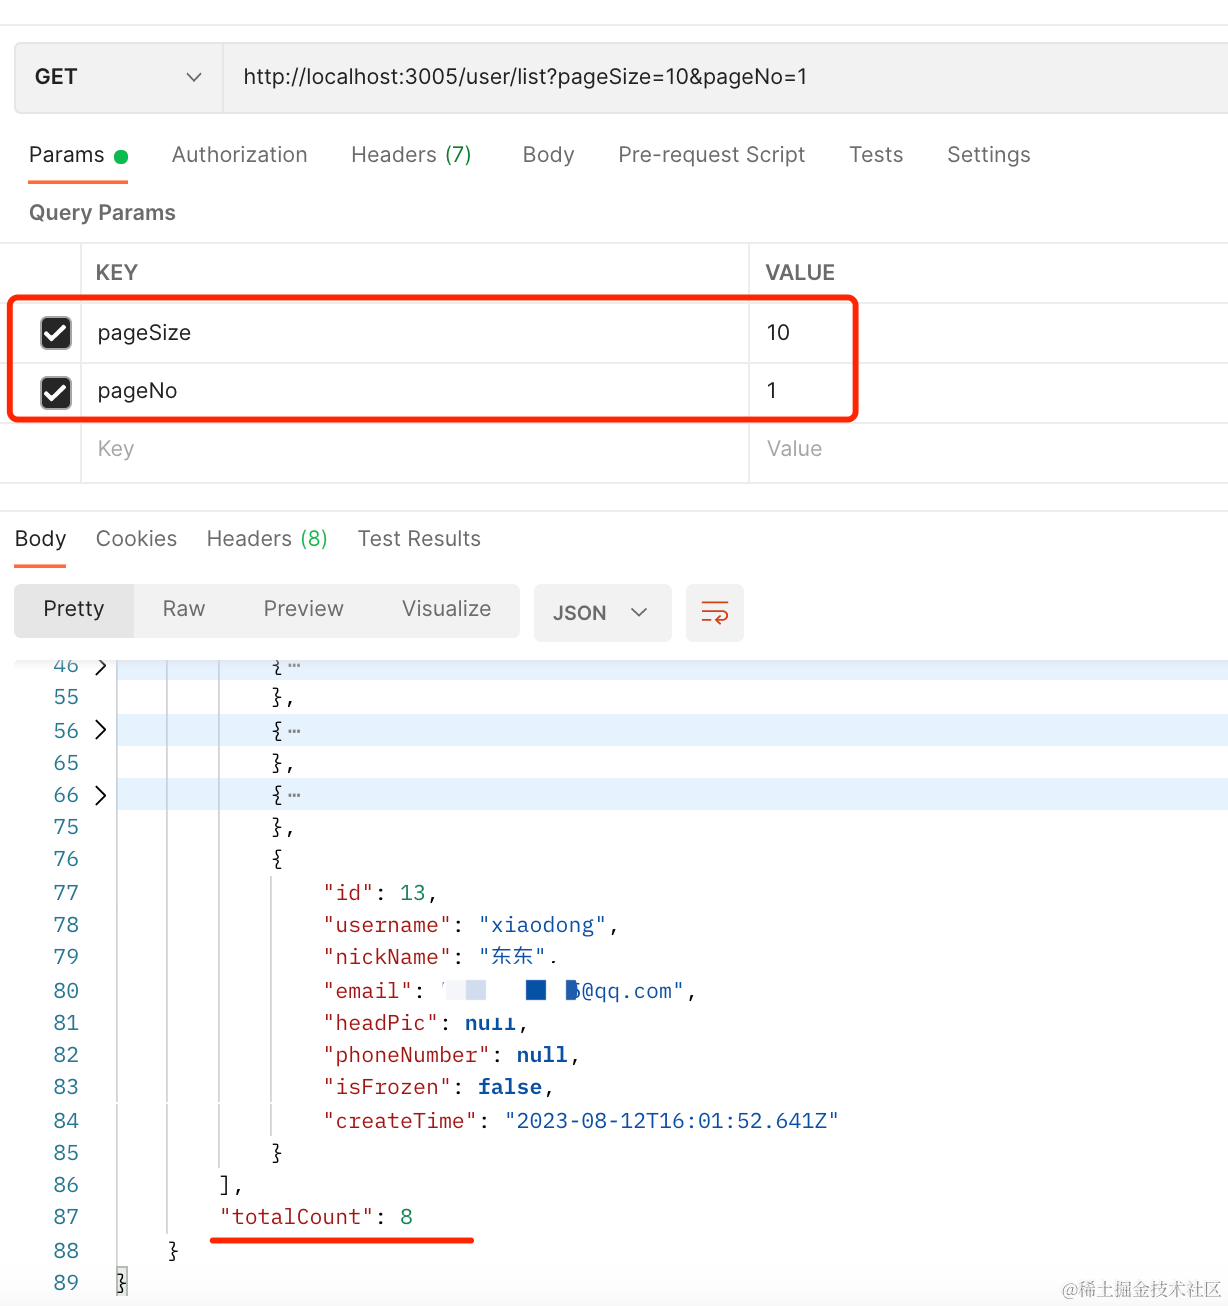 GET http://localhost:3005/user/list?pageSize=10&pageNo=1
Params Authorization Headers (7) Body Pre-request Script Tests Settings
Query Params
KEY VALUE
pageSize 10
pageNo 1
Key Value
Body Cookies Headers (8) Test Results
Pretty Raw Preview Visualize JSON
46 {…
55 },
56 {…
65 },
66 {…
75 },
76 {
77 "id": 13,
78 "username": "xiaodong",
79 "nickName": "东东",
80 "email": @qq.com",
81 "headPic": null,
82 "phoneNumber": null,
83 "isFrozen": false,
84 "createTime": "2023-08-12T16:01:52.641Z"
85 }
86 ],
87 "totalCount": 8
88 }
89 }
@稀土掘金技术社区